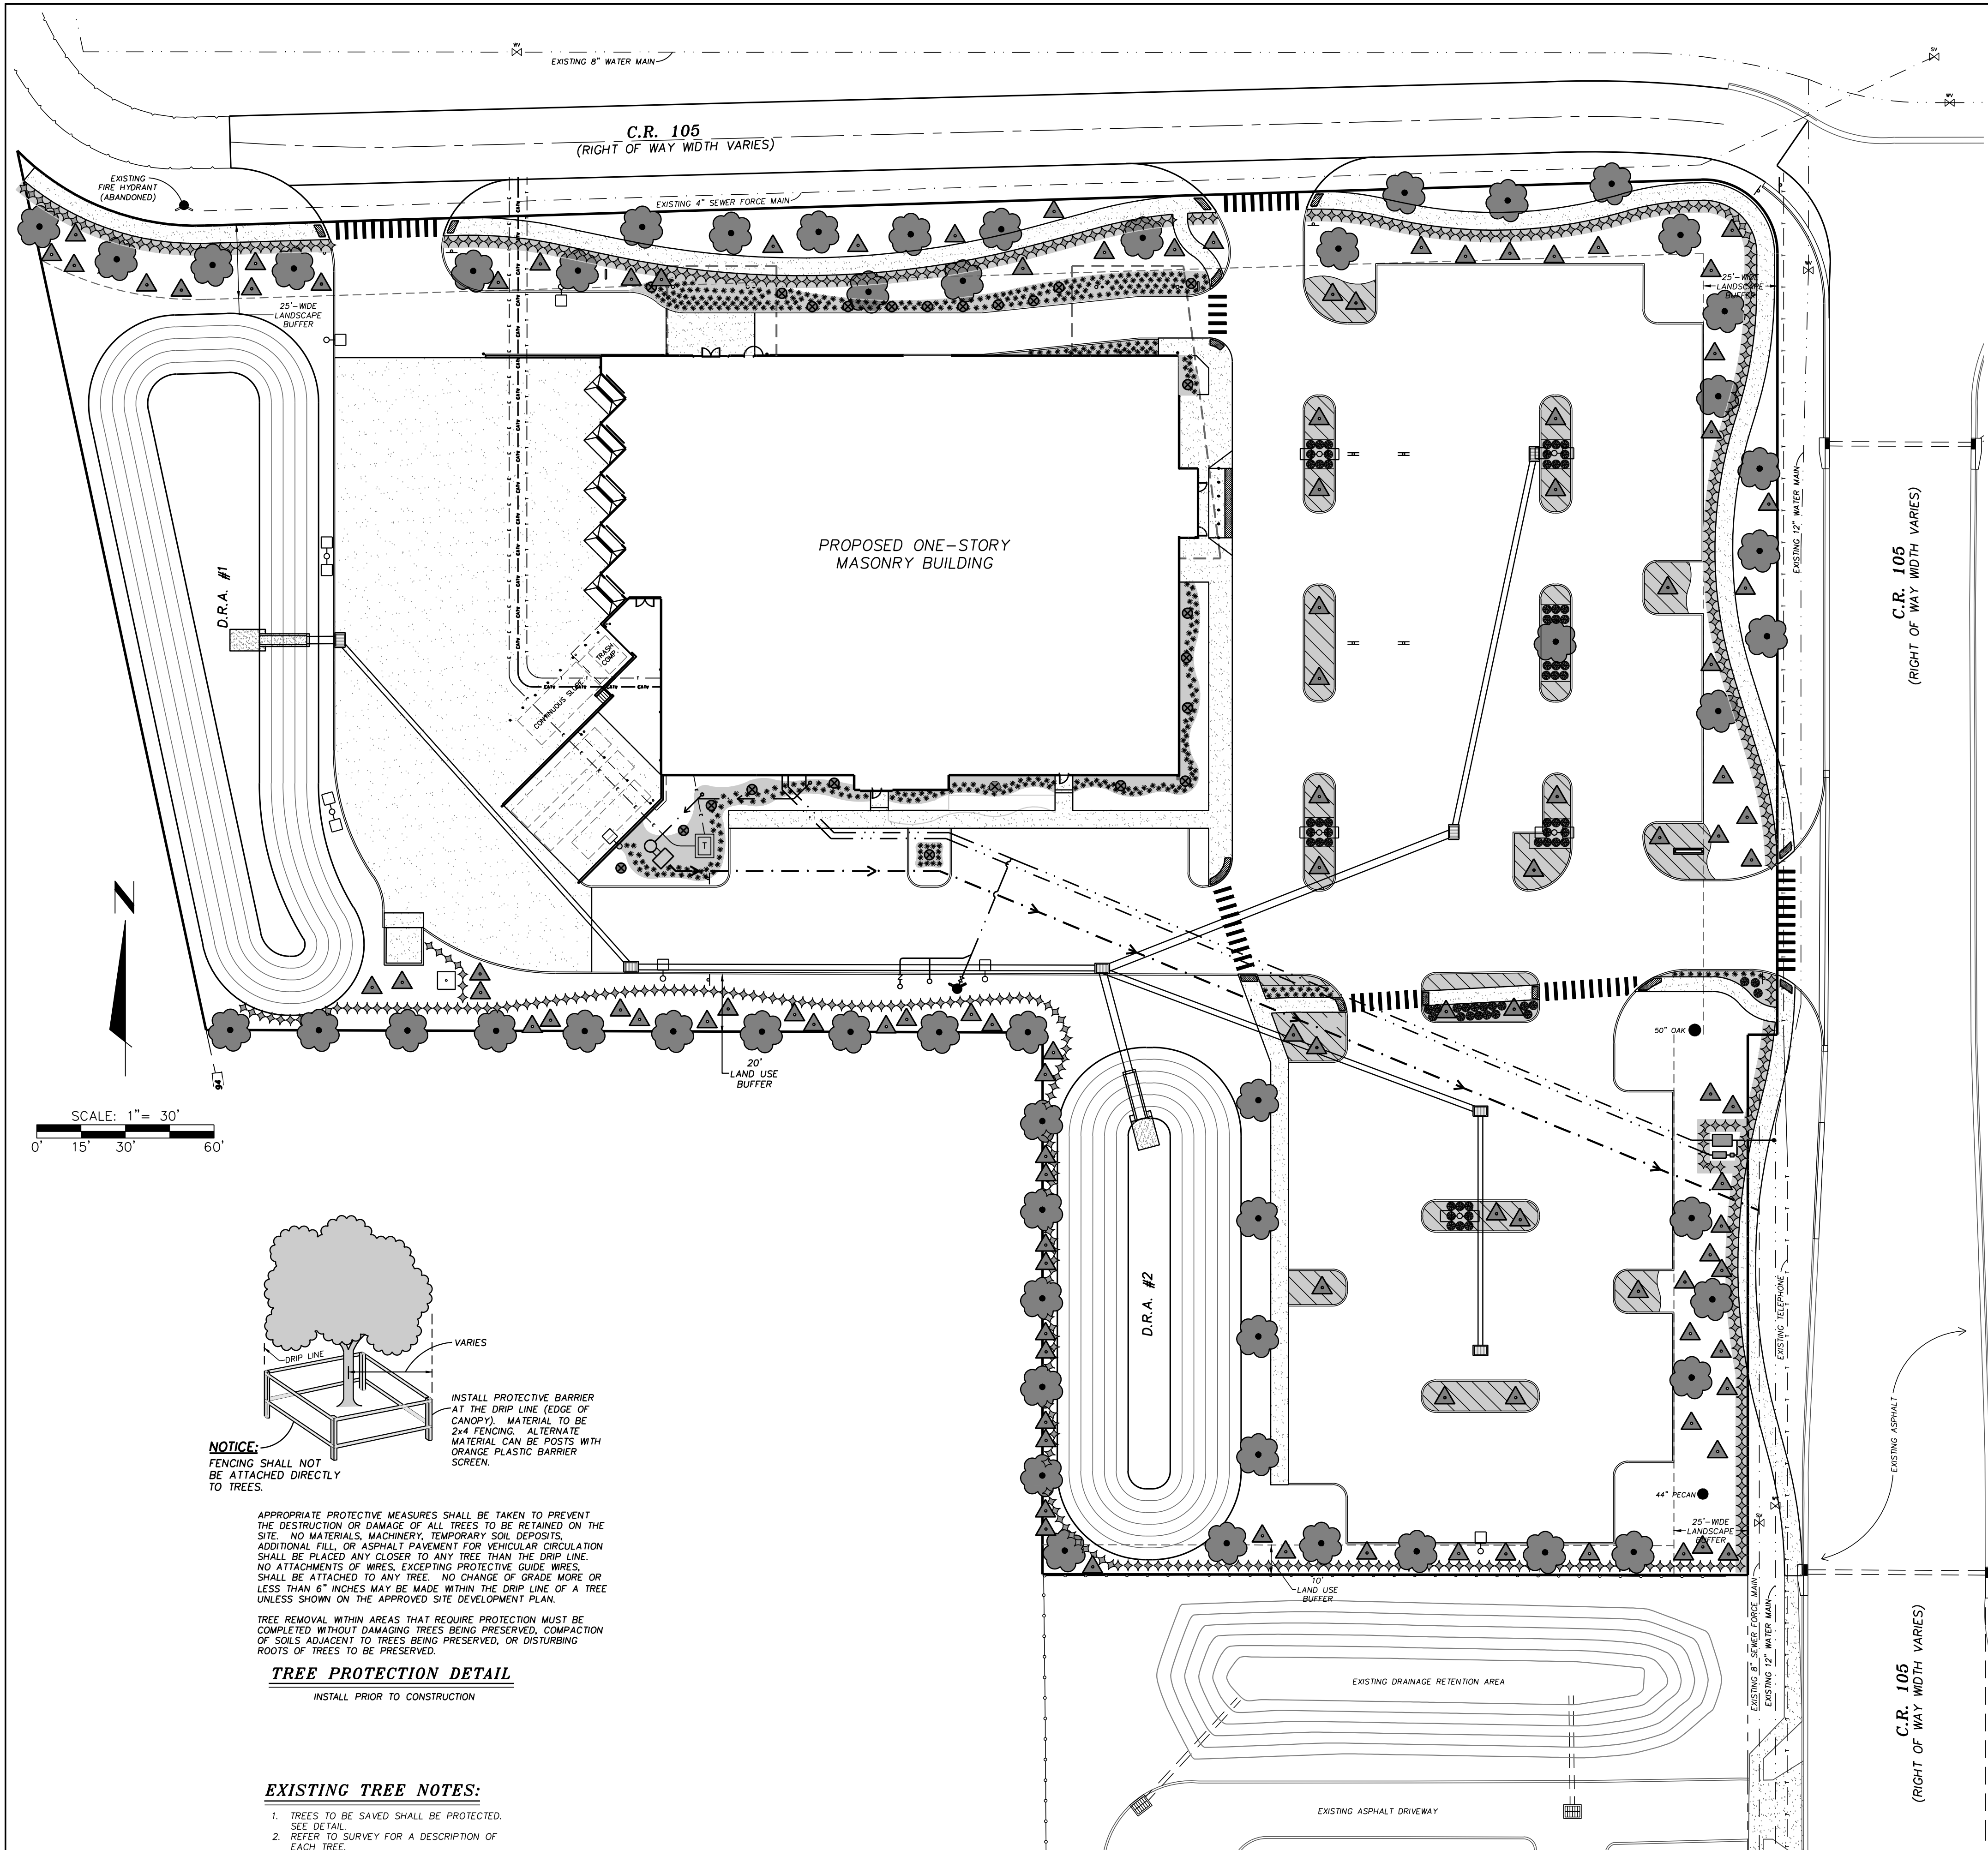 WV
SV
EXISTING 8" WATER MAIN
WV
C.R. 105
(RIGHT OF WAY WIDTH VARIES)
EXISTING
FIRE HYDRANT
(ABANDONED)
EXISTING 4" SEWER FORCE MAIN
25'-WIDE
LANDSCAPE
BUFFER
25'-WIDE
LANDSCAPE
BUFFER
WV
CATV
EXISTING 12" WATER MAIN
C.R. 105
(RIGHT OF WAY WIDTH VARIES)
PROPOSED ONE-STORY
MASONRY BUILDING
D.R.A. #1
TRASH
COMP.
CONTINUOUS SLOPE
CATV CATV CATV CATV
T
N
50" OAK
20'
LAND USE
BUFFER
94
SCALE: 1"= 30'
0' 15' 30' 60'
D.R.A. #2
EXISTING TELEPHONE
EXISTING ASPHALT
VARIES
DRIP LINE
INSTALL PROTECTIVE BARRIER
AT THE DRIP LINE (EDGE OF
CANOPY). MATERIAL TO BE
2x4 FENCING. ALTERNATE
MATERIAL CAN BE POSTS WITH
ORANGE PLASTIC BARRIER
SCREEN.
NOTICE:
FENCING SHALL NOT
BE ATTACHED DIRECTLY
TO TREES.
44" PECAN
25'-WIDE
LANDSCAPE
BUFFER
WV
SV
APPROPRIATE PROTECTIVE MEASURES SHALL BE TAKEN TO PREVENT
THE DESTRUCTION OR DAMAGE OF ALL TREES TO BE RETAINED ON THE
SITE. NO MATERIALS, MACHINERY, TEMPORARY SOIL DEPOSITS,
ADDITIONAL FILL, OR ASPHALT PAVEMENT FOR VEHICULAR CIRCULATION
SHALL BE PLACED ANY CLOSER TO ANY TREE THAN THE DRIP LINE.
NO ATTACHMENTS OF WIRES, EXCEPTING PROTECTIVE GUIDE WIRES,
SHALL BE ATTACHED TO ANY TREE. NO CHANGE OF GRADE MORE OR
LESS THAN 6" INCHES MAY BE MADE WITHIN THE DRIP LINE OF A TREE
UNLESS SHOWN ON THE APPROVED SITE DEVELOPMENT PLAN.
TREE REMOVAL WITHIN AREAS THAT REQUIRE PROTECTION MUST BE
COMPLETED WITHOUT DAMAGING TREES BEING PRESERVED, COMPACTION
OF SOILS ADJACENT TO TREES BEING PRESERVED, OR DISTURBING
ROOTS OF TREES TO BE PRESERVED.
TREE PROTECTION DETAIL
INSTALL PRIOR TO CONSTRUCTION
10'
LAND USE
BUFFER
EXISTING 8" SEWER FORCE MAIN
EXISTING 12" WATER MAIN
C.R. 105
(RIGHT OF WAY WIDTH VARIES)
EXISTING DRAINAGE RETENTION AREA
EXISTING ASPHALT DRIVEWAY
EXISTING TREE NOTES:
1. TREES TO BE SAVED SHALL BE PROTECTED.
SEE DETAIL.
2. REFER TO SURVEY FOR A DESCRIPTION OF
EACH TREE.